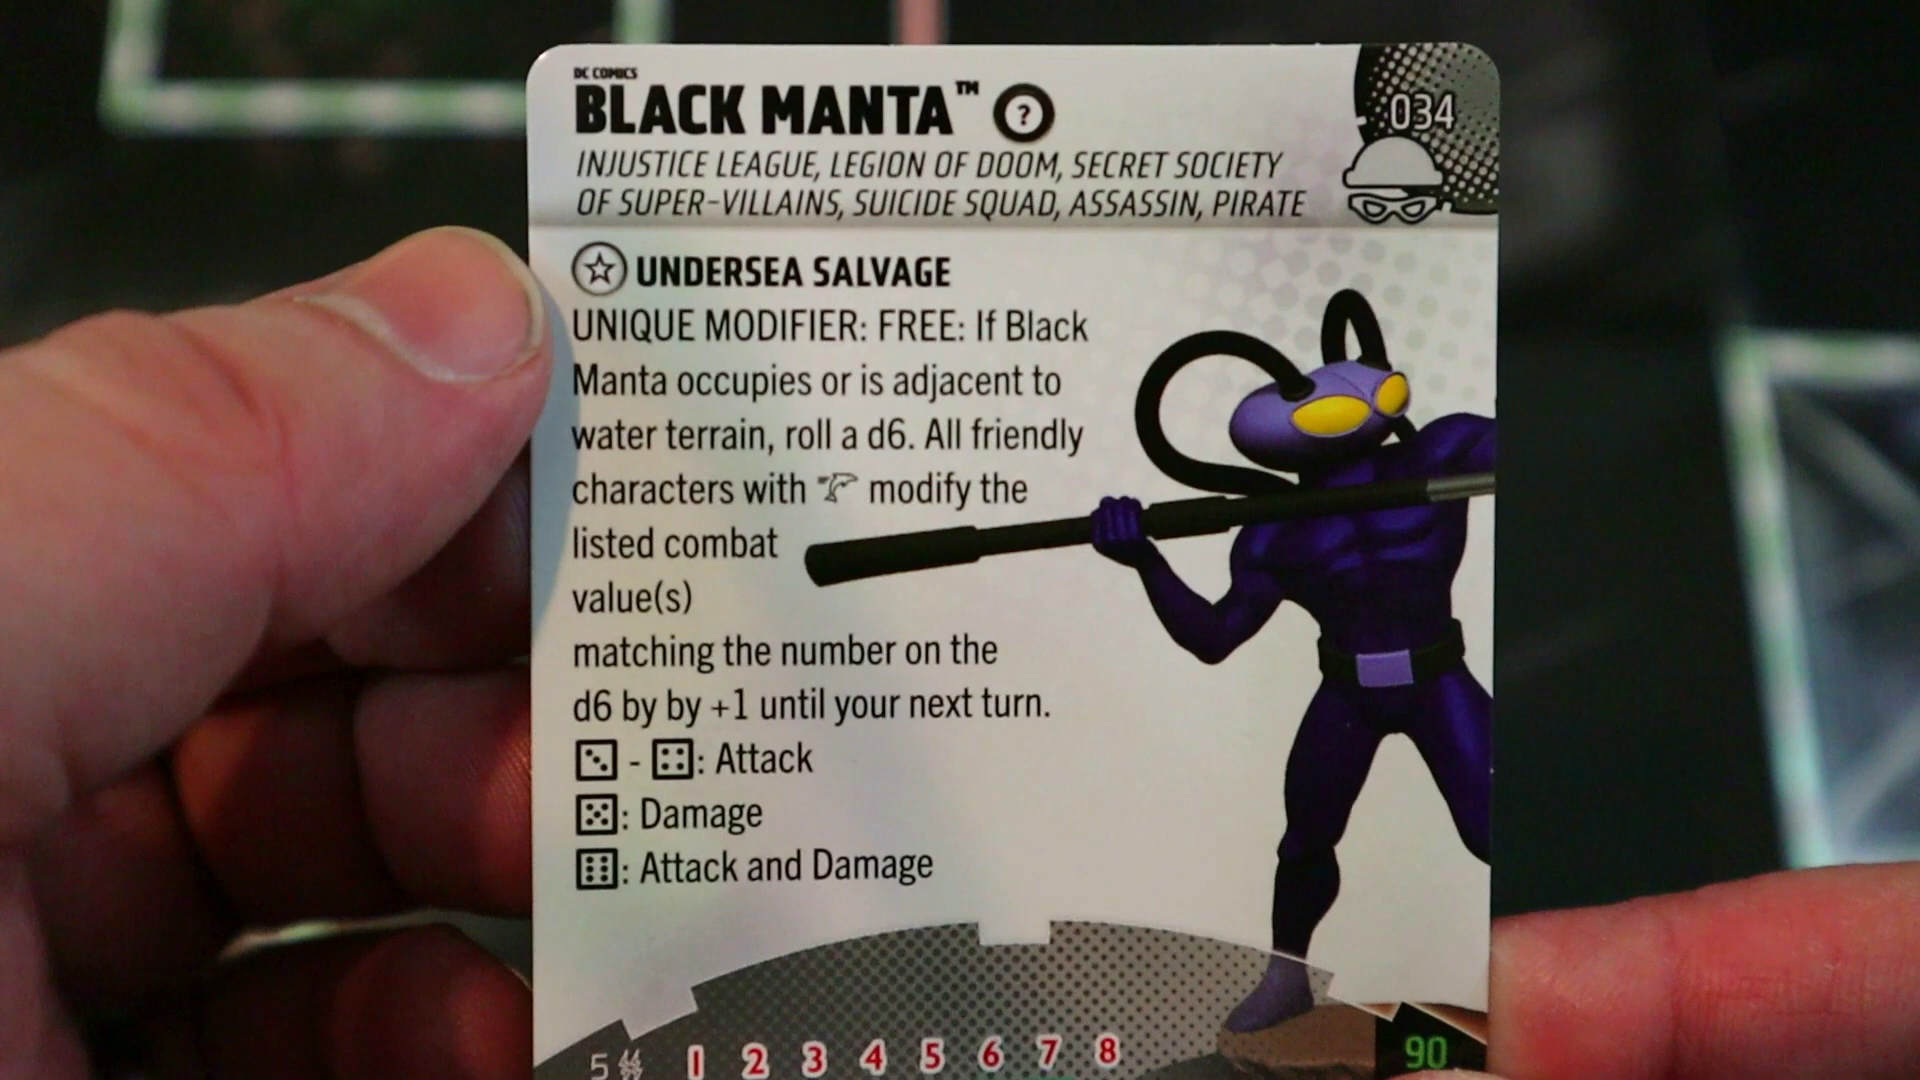 DC COMICS
BLACK MANTA™ ?
034
INJUSTICE LEAGUE, LEGION OF DOOM, SECRET SOCIETY
OF SUPER-VILLAINS, SUICIDE SQUAD, ASSASSIN, PIRATE
UNDERSEA SALVAGE
UNIQUE MODIFIER: FREE: If Black
Manta occupies or is adjacent to
water terrain, roll a d6. All friendly
characters with modify the
listed combat
value(s)
matching the number on the
d6 by by +1 until your next turn.
- : Attack
: Damage
: Attack and Damage
5 1 2 3 4 5 6 7 8
90